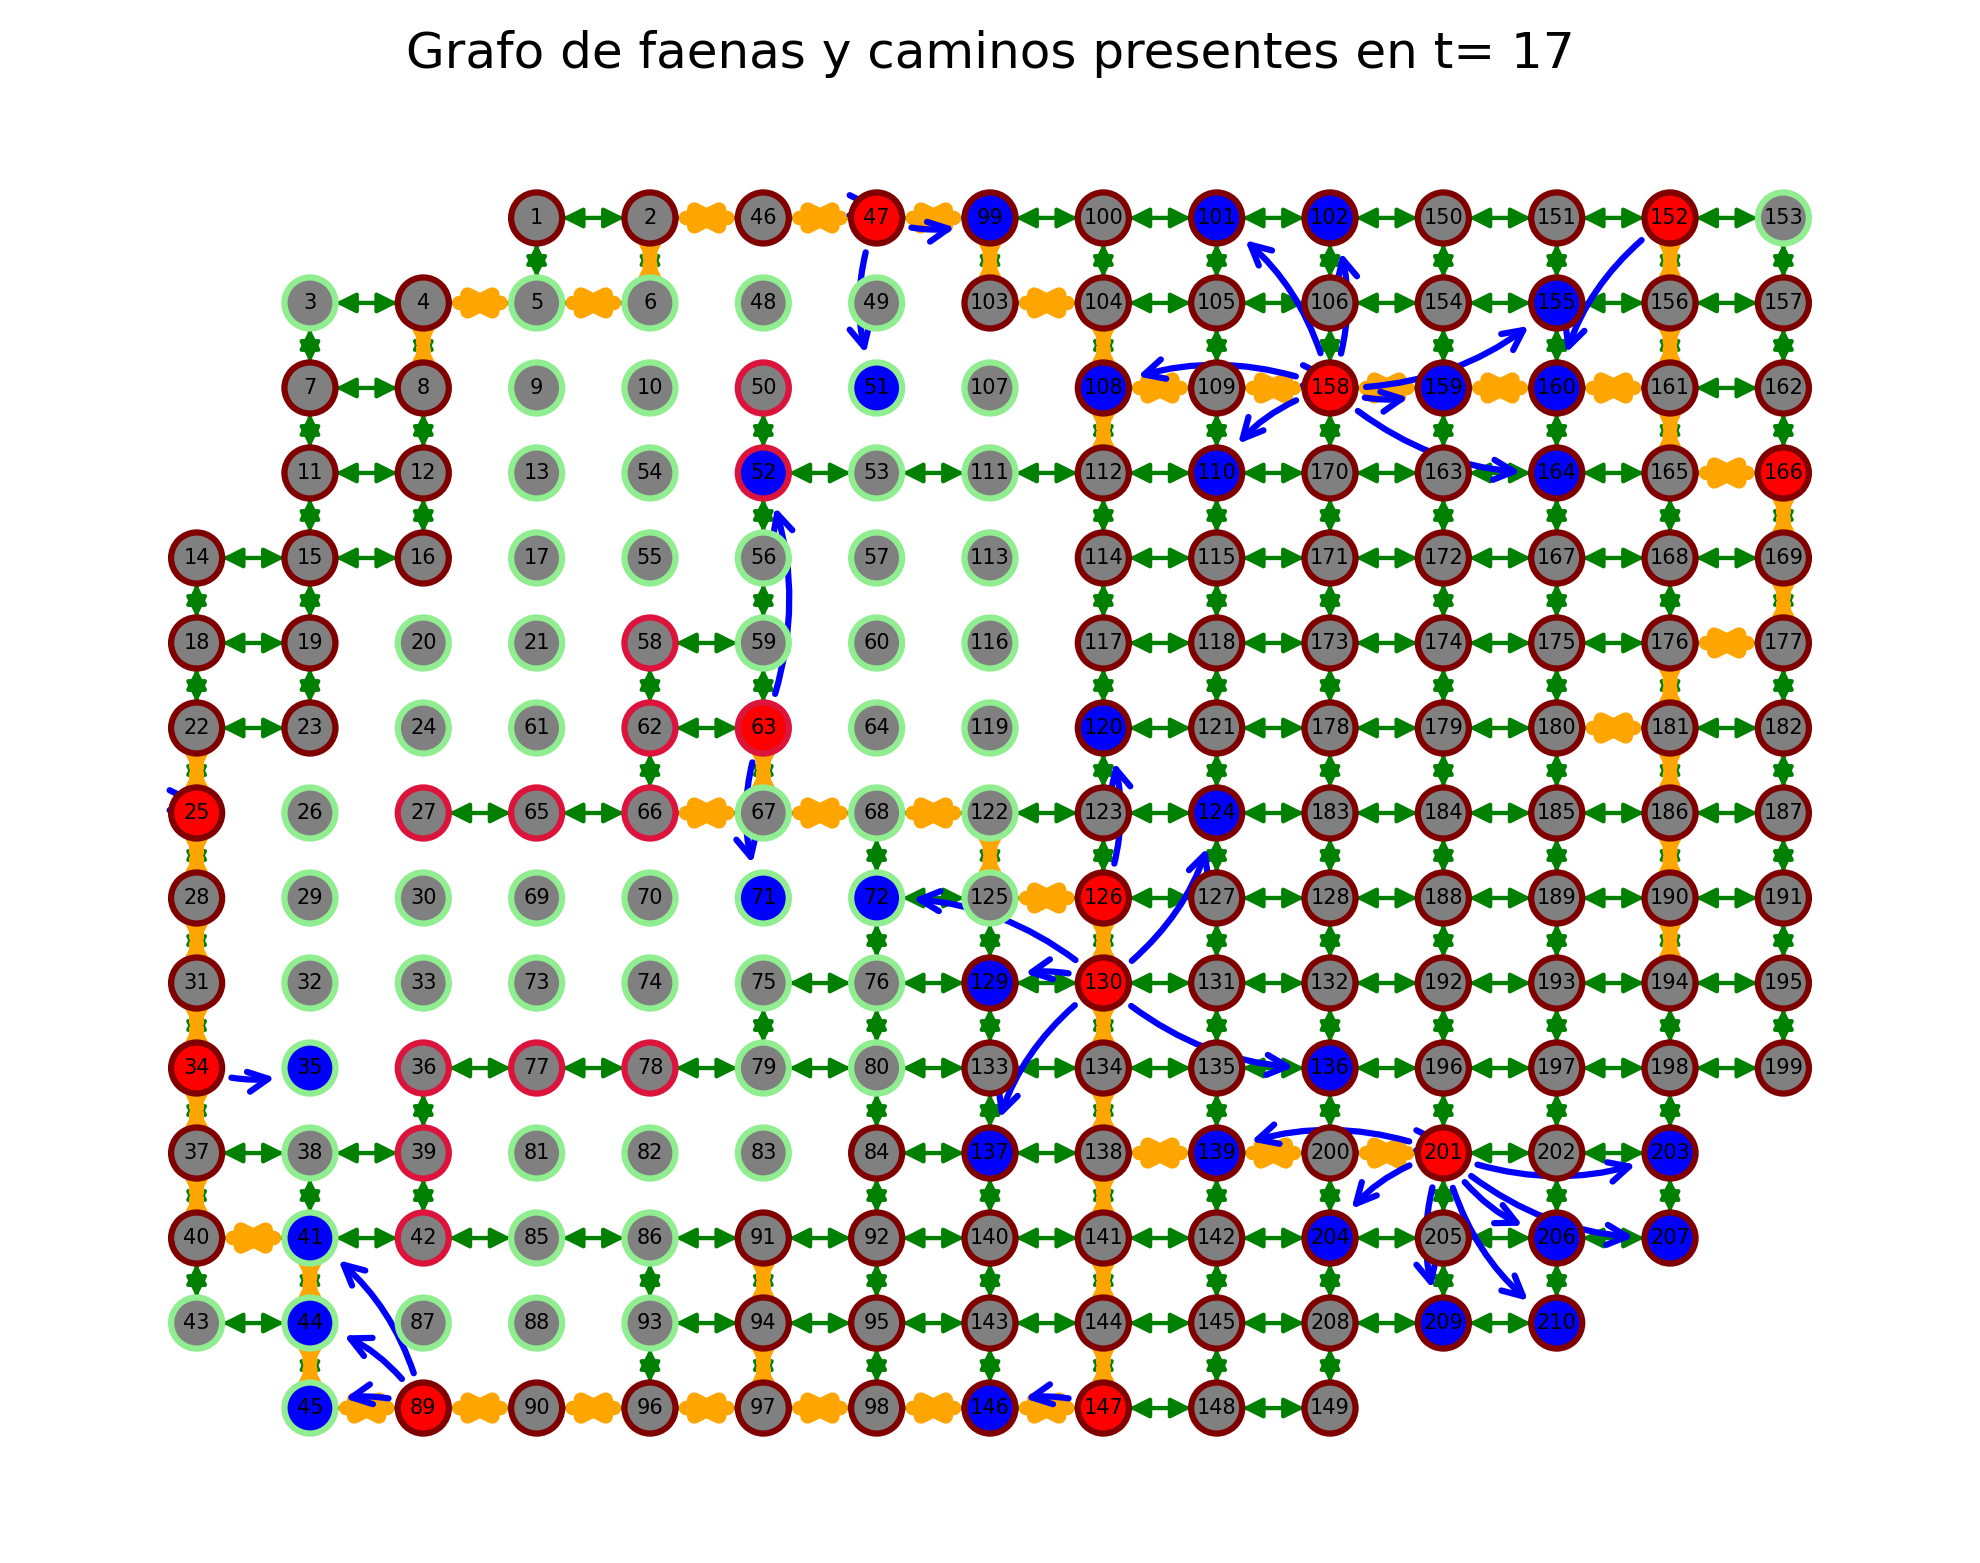 Grafo de faenas y caminos presentes en t= 17
1 2 46 47 99 100 101 102 150 151 152 153
3 4 5 6 48 49 103 104 105 106 154 155 156 157
7 8 9 10 50 51 107 108 109 158 159 160 161 162
11 12 13 54 52 53 111 112 110 170 163 164 165 166
14 15 16 17 55 56 57 113 114 115 171 172 167 168 169
18 19 20 21 58 59 60 116 117 118 173 174 175 176 177
22 23 24 61 62 63 64 119 120 121 178 179 180 181 182
25 26 27 65 66 67 68 122 123 124 183 184 185 186 187
28 29 30 69 70 71 72 125 126 127 128 188 189 190 191
31 32 33 73 74 75 76 129 130 131 132 192 193 194 195
34 35 36 77 78 79 80 133 134 135 136 196 197 198 199
37 38 39 81 82 83 84 137 138 139 200 201 202 203
40 41 42 85 86 91 92 140 141 142 204 205 206 207
43 44 87 88 93 94 95 143 144 145 208 209 210
45 89 90 96 97 98 146 147 148 149